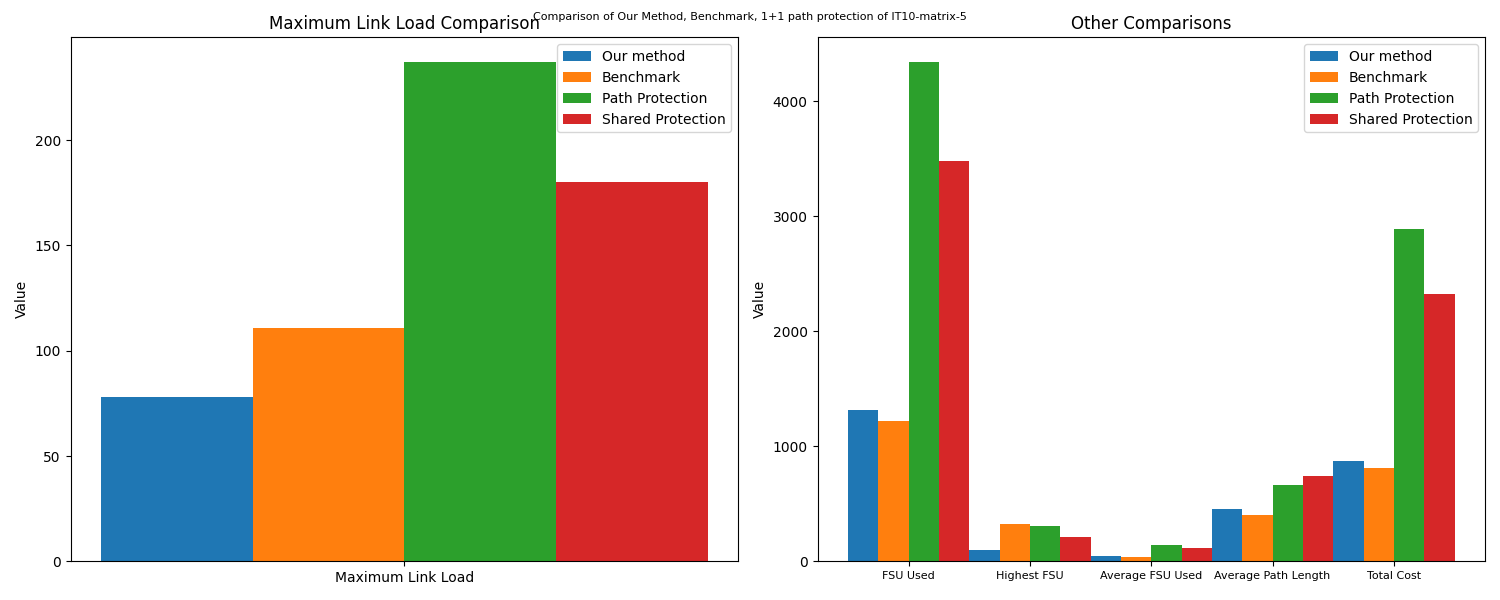 Comparison of Our Method, Benchmark, 1+1 path protection of IT10-matrix-5
Maximum Link Load Comparison
Value
200
150
100
50
0
Our method
Benchmark
Path Protection
Shared Protection
Maximum Link Load
Other Comparisons
Value
4000
3000
2000
1000
0
Our method
Benchmark
Path Protection
Shared Protection
FSU Used
Highest FSU
Average FSU Used
Average Path Length
Total Cost